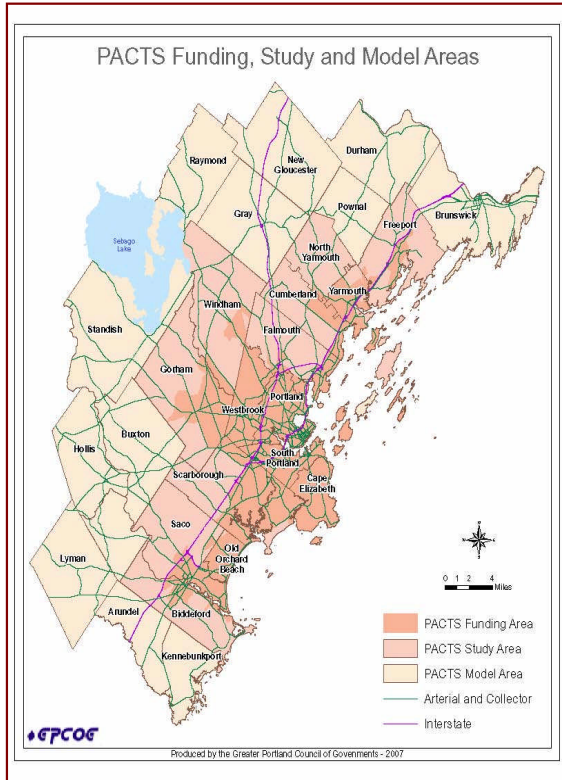 PACTS Funding, Study and Model Areas
Durham
New
Gloucester
Raymond
Pownal
Gray
Freeport
Brunswick
North
Yarmouth
Sebago
Lake
Yarmouth
Cumberland
Windham
Standish
Falmouth
Gorham
Portland
Westbrook
Buxton
Hollis
South
Portland
Scarborough
Cape
Elizabeth
Saco
Old
Orchard
Beach
Lyman
Arundel
Biddeford
Kennebunkport
0 1 2 4
Miles
PACTS Funding Area
PACTS Study Area
PACTS Model Area
Arterial and Collector
Interstate
GPCOG
Produced by the Greater Portland Council of Govenments - 2007